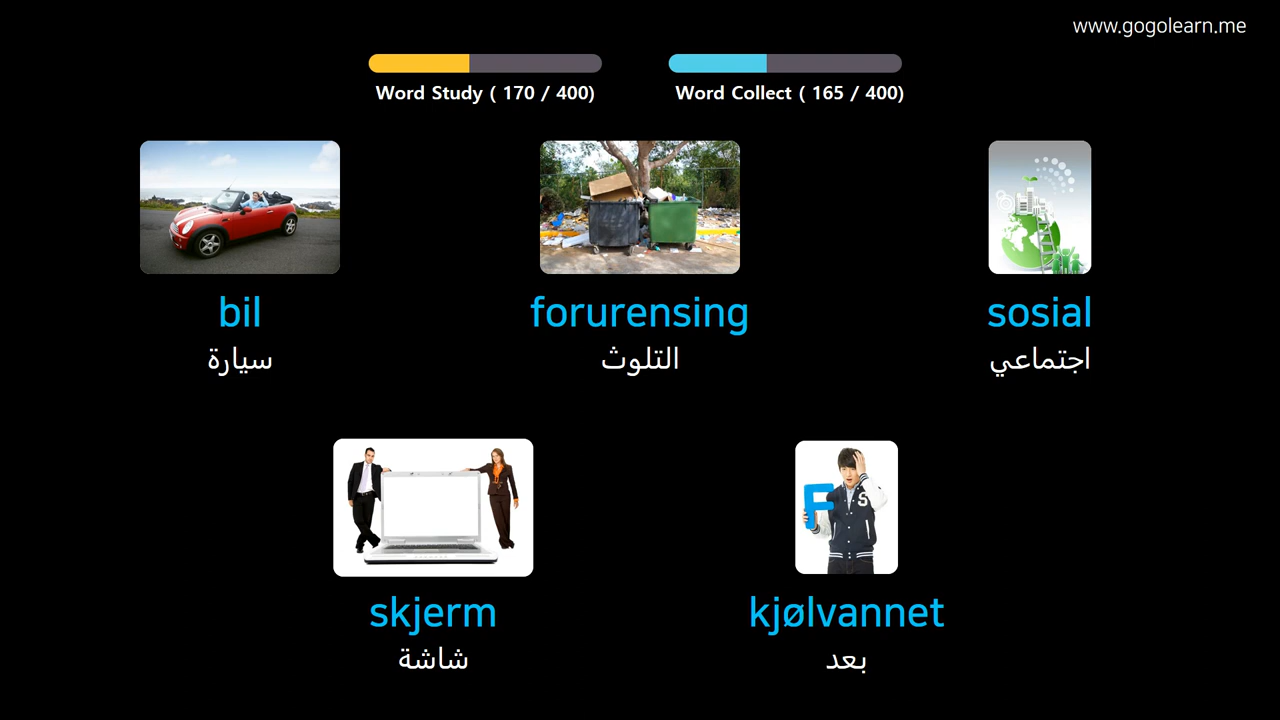 www.gogolearn.me
Word Study ( 170 / 400)
Word Collect ( 165 / 400)
bil
سيارة
forurensing
التلوث
sosial
اجتماعي
F
S
skjerm
شاشة
kjølvannet
بعد